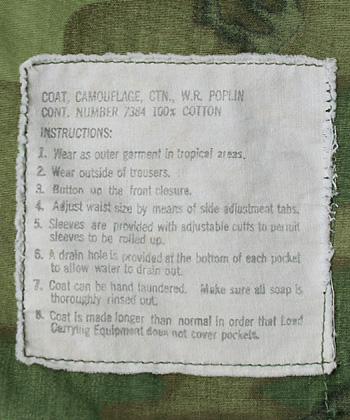 COAT, CAMOUFLAGE, CTN., W.R. POPLIN
CONT. NUMBER 7384 100% COTTON
INSTRUCTIONS:
1. Wear as outer garment in tropical areas.
2. Wear outside of trousers.
3. Button up the front closure.
4. Adjust waist size by means of side adjustment tabs.
5. Sleeves are provided with adjustable cuffs to permit
sleeves to be rolled up.
6. A drain hole is provided at the bottom of each pocket
to allow water to drain out.
7. Coat can be hand laundered. Make sure all soap is
thoroughly rinsed out.
8. Coat is made longer than normal in order that Load
Carrying Equipment does not cover pockets.